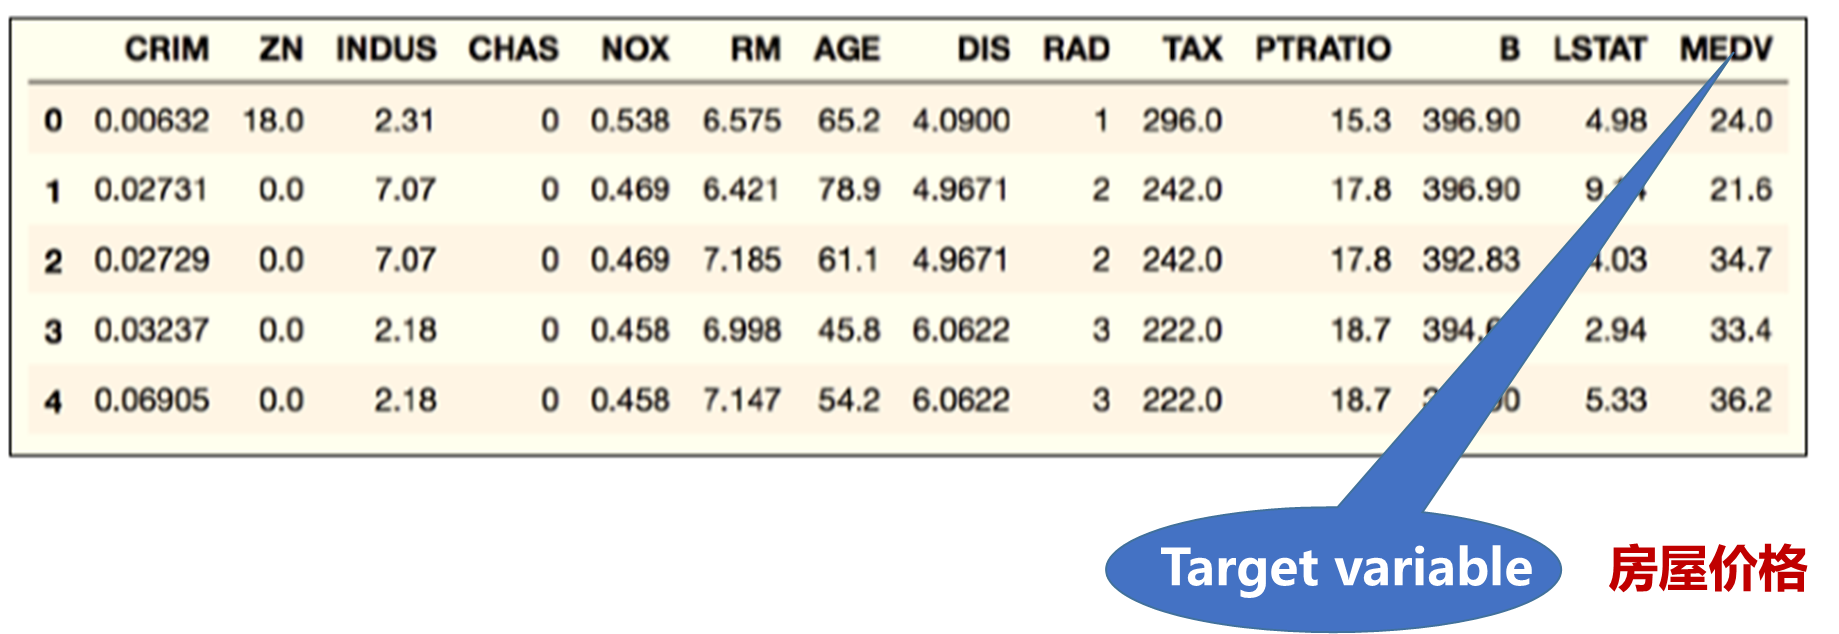 CRIM ZN INDUS CHAS NOX RM AGE DIS RAD TAX PTRATIO B LSTAT MEDV
0 0.00632 18.0 2.31 0 0.538 6.575 65.2 4.0900 1 296.0 15.3 396.90 4.98 24.0
1 0.02731 0.0 7.07 0 0.469 6.421 78.9 4.9671 2 242.0 17.8 396.90 21.6
2 0.02729 0.0 7.07 0 0.469 7.185 61.1 4.9671 2 242.0 17.8 392.83 34.7
3 0.03237 0.0 2.18 0 0.458 6.998 45.8 6.0622 3 222.0 18.7 2.94 33.4
4 0.06905 0.0 2.18 0 0.458 7.147 54.2 6.0622 3 222.0 18.7 5.33 36.2
Target variable 房屋价格